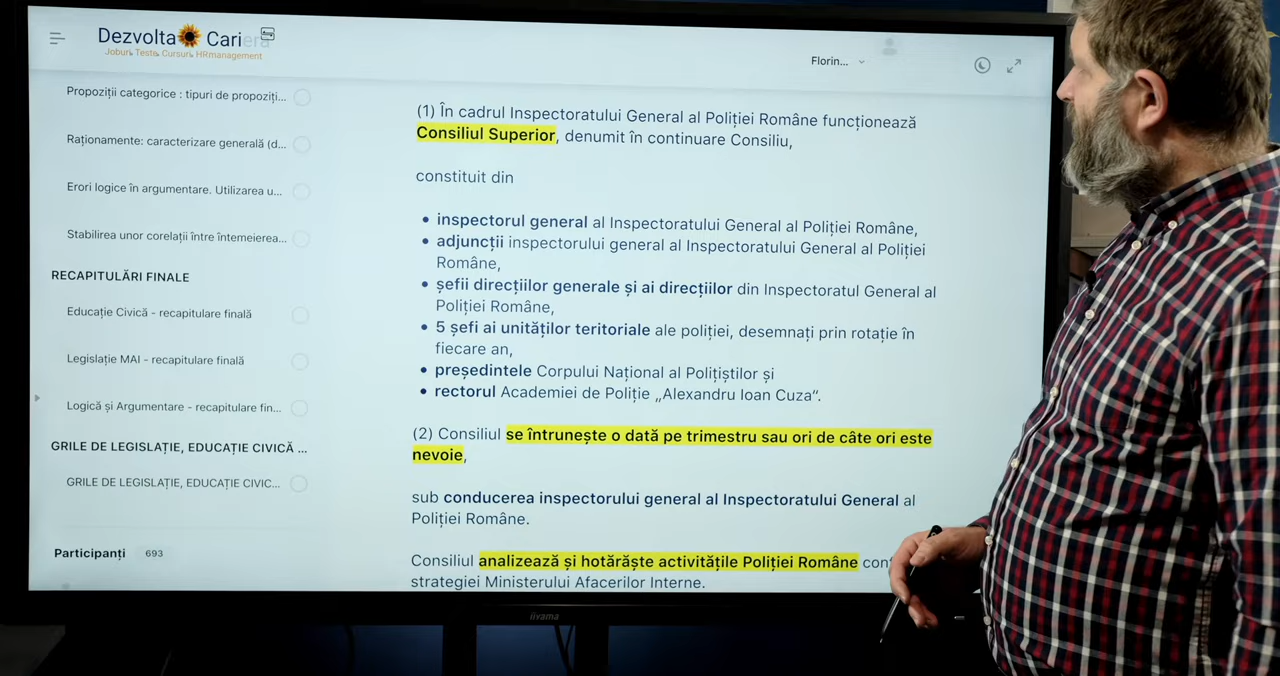 Dezvolta Cariera
Joburi, Teste, Cursuri, HRmanagement
Florin...
Propoziții categorice : tipuri de propoziți...
Raționamente: caracterizare generală (d...
Erori logice în argumentare. Utilizarea u...
Stabilirea unor corelații între întemeierea...
RECAPITULĂRI FINALE
Educație Civică - recapitulare finală
Legislație MAI - recapitulare finală
Logică și Argumentare - recapitulare fin...
GRILE DE LEGISLAȚIE, EDUCAȚIE CIVICĂ ...
GRILE DE LEGISLAȚIE, EDUCAȚIE CIVIC...
Participanți 693
(1) În cadrul Inspectoratului General al Poliției Române funcționează
Consiliul Superior, denumit în continuare Consiliu,
constituit din
• inspectorul general al Inspectoratului General al Poliției Române,
• adjuncții inspectorului general al Inspectoratului General al Poliției
Române,
• șefii direcțiilor generale și ai direcțiilor din Inspectoratul General al
Poliției Române,
• 5 șefi ai unităților teritoriale ale poliției, desemnați prin rotație în
fiecare an,
• președintele Corpului Național al Polițiștilor și
• rectorul Academiei de Poliție „Alexandru Ioan Cuza“.
(2) Consiliul se întrunește o dată pe trimestru sau ori de câte ori este
nevoie,
sub conducerea inspectorului general al Inspectoratului General al
Poliției Române.
Consiliul analizează și hotărăște activitățile Poliției Române
strategiei Ministerului Afacerilor Interne.
iiyama